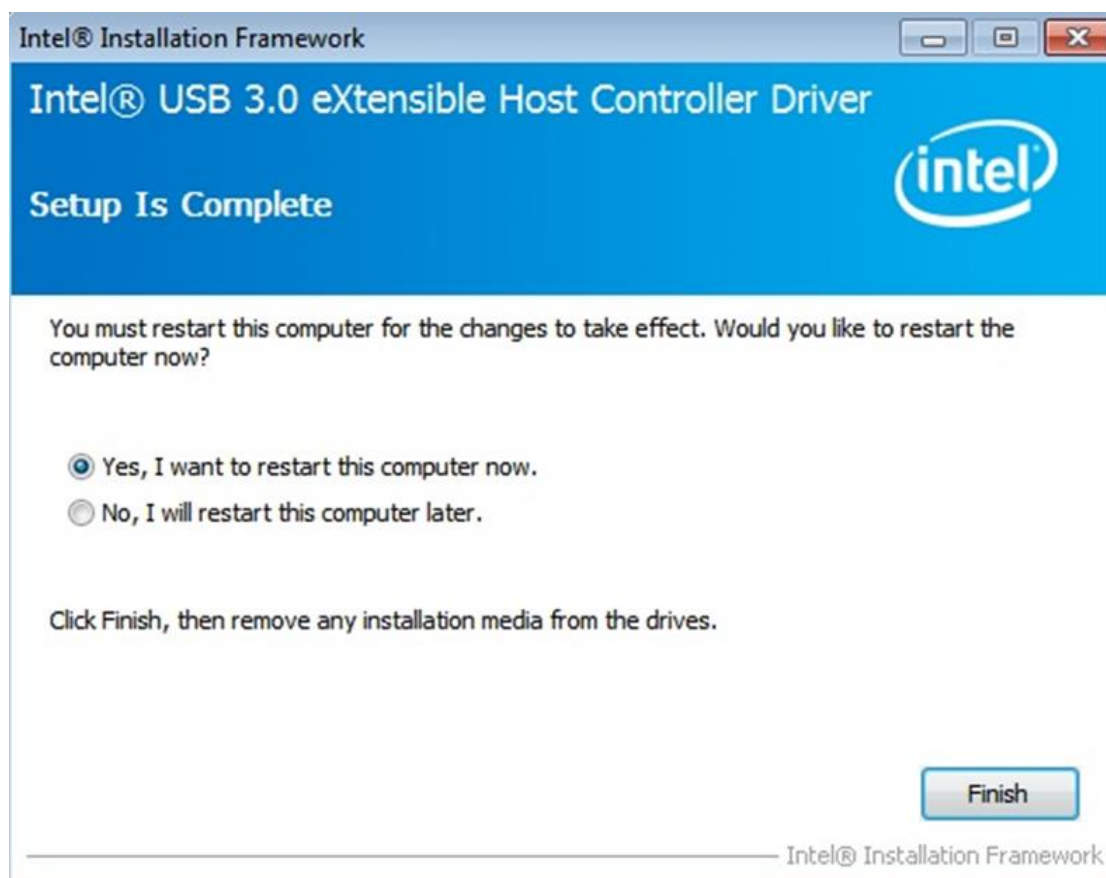 Intel® Installation Framework
Intel® USB 3.0 eXtensible Host Controller Driver
intel
Setup Is Complete
You must restart this computer for the changes to take effect. Would you like to restart the
computer now?
Yes, I want to restart this computer now.
No, I will restart this computer later.
Click Finish, then remove any installation media from the drives.
Finish
Intel® Installation Framework